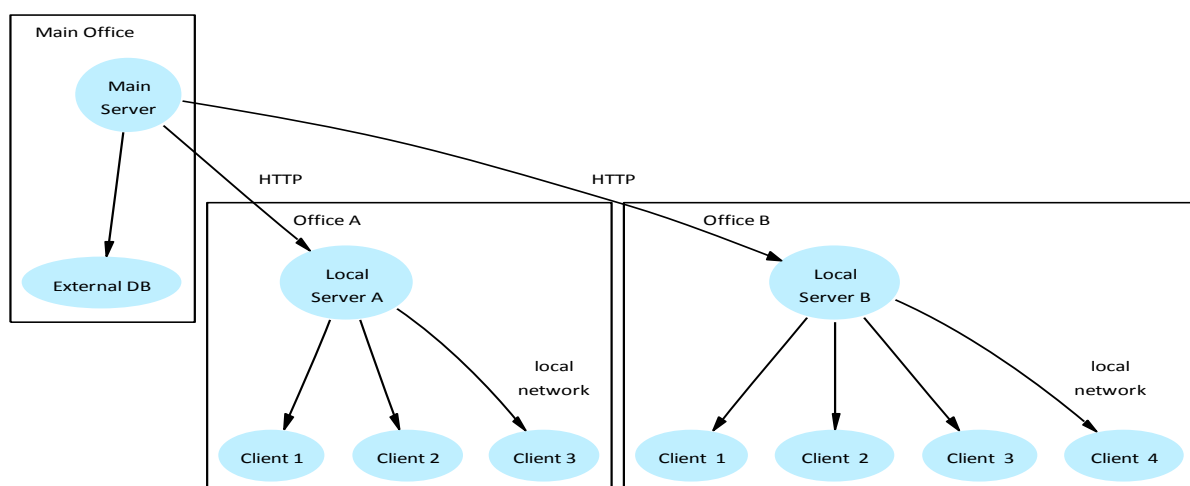 Main Office
Main
Server
External DB
HTTP
HTTP
Office A
Local
Server A
local
network
Client 1
Client 2
Client 3
Office B
Local
Server B
local
network
Client 1
Client 2
Client 3
Client 4